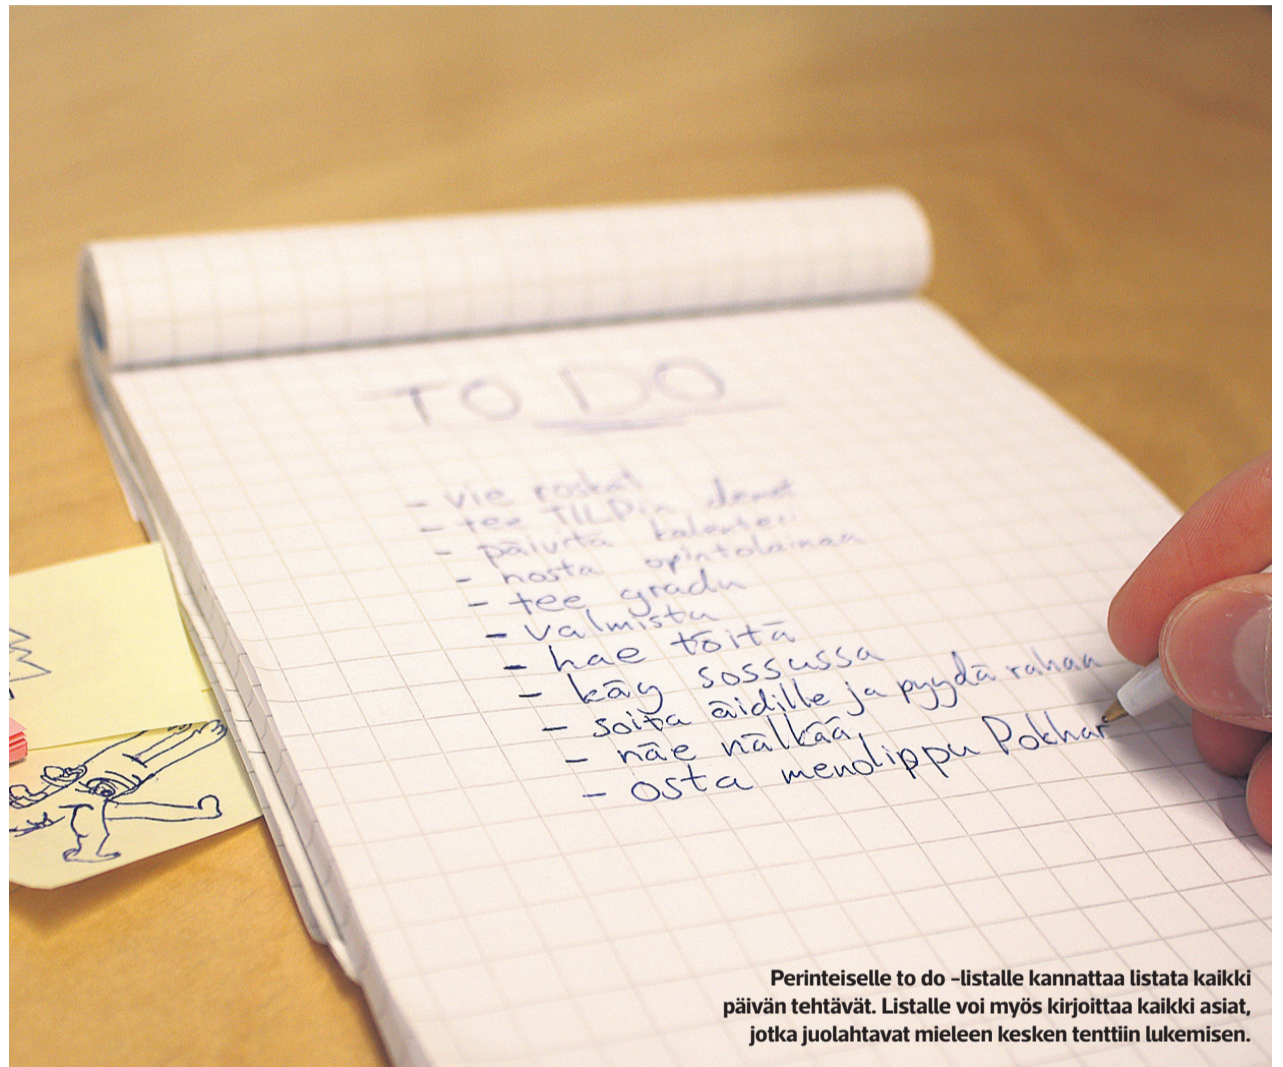 TO DO
- vie roskat
- tee TILPin demot
- päivitä kalenteri
- nosta opintolainaa
- tee gradu
- valmistu
- hae töitä
- käy sossussa
- soita äidille ja pyydä rahaa
- näe nälkää
- osta menolippu Pokhar
Perinteiselle to do –listalle kannattaa listata kaikki
päivän tehtävät. Listalle voi myös kirjoittaa kaikki asiat,
jotka juolahtavat mieleen kesken tenttiin lukemisen.